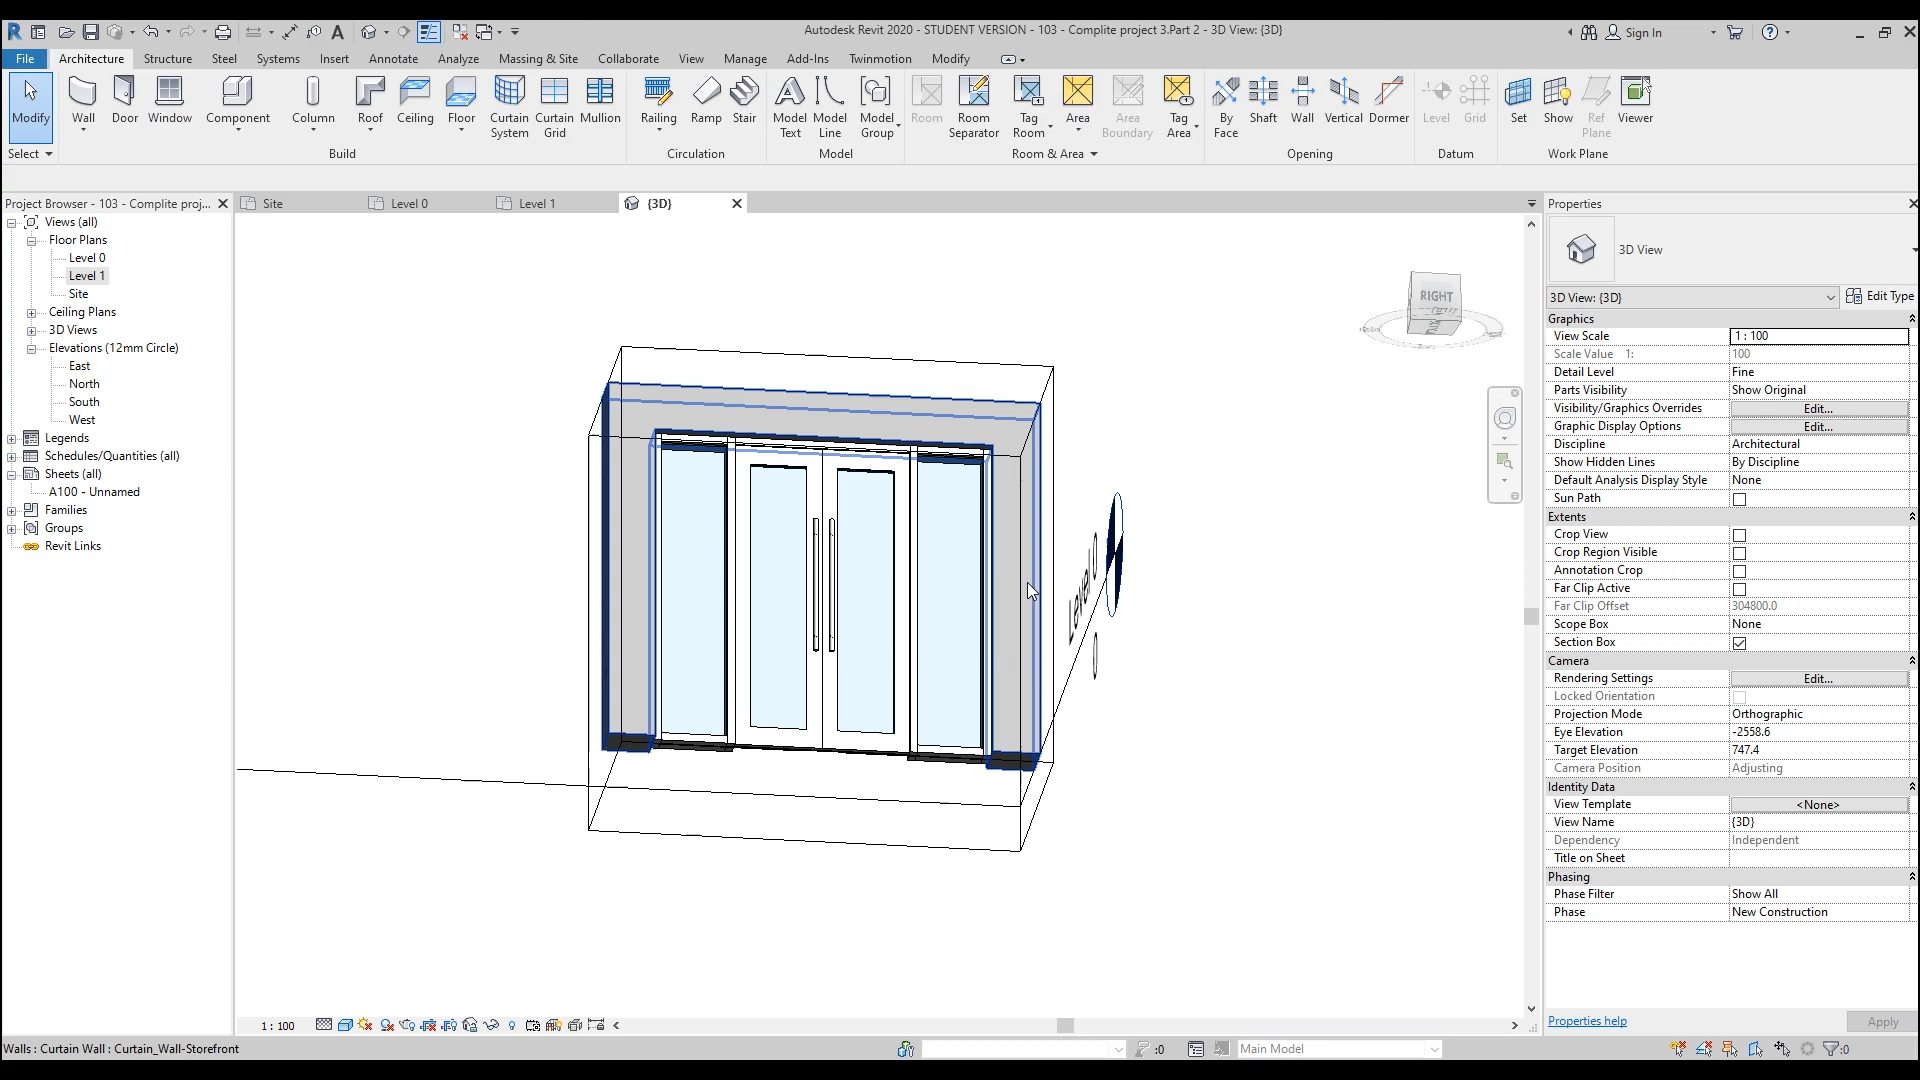 Autodesk Revit 2020 - STUDENT VERSION - 103 - Complite project 3.Part 2 - 3D View: {3D}
Sign In
File Architecture Structure Steel Systems Insert Annotate Analyze Massing & Site Collaborate View Manage Add-Ins Twinmotion Modify
Modify Wall Door Window Component Column Roof Ceiling Floor Curtain System Curtain Grid Mullion Railing Ramp Stair Model Text Model Line Model Group Room Room Separator Tag Room Area Area Boundary Tag Area By Face Shaft Wall Vertical Dormer Level Grid Set Show Ref Plane Viewer
Select Build Circulation Model Room & Area Opening Datum Work Plane
Project Browser - 103 - Complite proj...
Views (all)
Floor Plans
Level 0
Level 1
Site
Ceiling Plans
3D Views
Elevations (12mm Circle)
East
North
South
West
Legends
Schedules/Quantities (all)
Sheets (all)
A100 - Unnamed
Families
Groups
Revit Links
Site Level 0 Level 1 {3D}
RIGHT
Level 0
0
Properties
3D View
3D View: {3D} Edit Type
Graphics
View Scale 1 : 100
Scale Value 1: 100
Detail Level Fine
Parts Visibility Show Original
Visibility/Graphics Overrides Edit...
Graphic Display Options Edit...
Discipline Architectural
Show Hidden Lines By Discipline
Default Analysis Display Style None
Sun Path
Extents
Crop View
Crop Region Visible
Annotation Crop
Far Clip Active
Far Clip Offset 304800.0
Scope Box None
Section Box
Camera
Rendering Settings Edit...
Locked Orientation
Projection Mode Orthographic
Eye Elevation -2558.6
Target Elevation 747.4
Camera Position Adjusting
Identity Data
View Template <None>
View Name {3D}
Dependency Independent
Title on Sheet
Phasing
Phase Filter Show All
Phase New Construction
Properties help Apply
1 : 100
Walls : Curtain Wall : Curtain_Wall-Storefront
:0
Main Model
:0